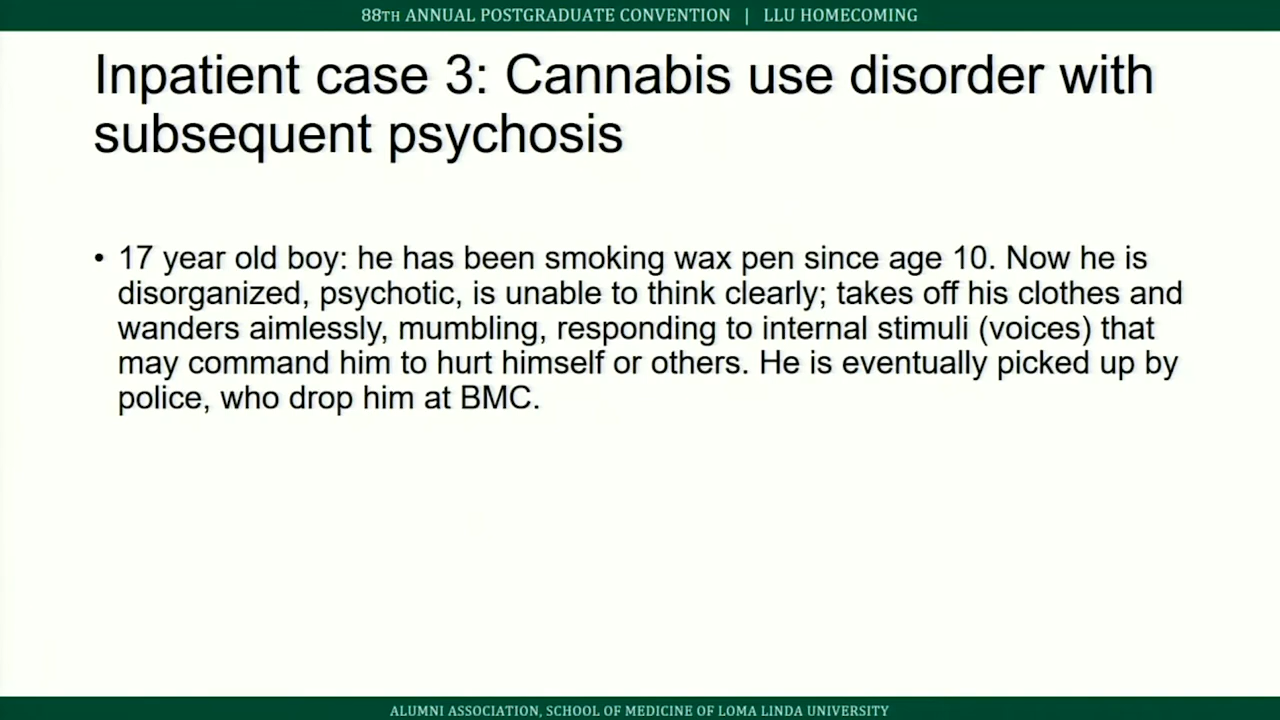 88TH ANNUAL POSTGRADUATE CONVENTION | LLU HOMECOMING
Inpatient case 3: Cannabis use disorder with
subsequent psychosis
• 17 year old boy: he has been smoking wax pen since age 10. Now he is
disorganized, psychotic, is unable to think clearly; takes off his clothes and
wanders aimlessly, mumbling, responding to internal stimuli (voices) that
may command him to hurt himself or others. He is eventually picked up by
police, who drop him at BMC.
ALUMNI ASSOCIATION, SCHOOL OF MEDICINE OF LOMA LINDA UNIVERSITY